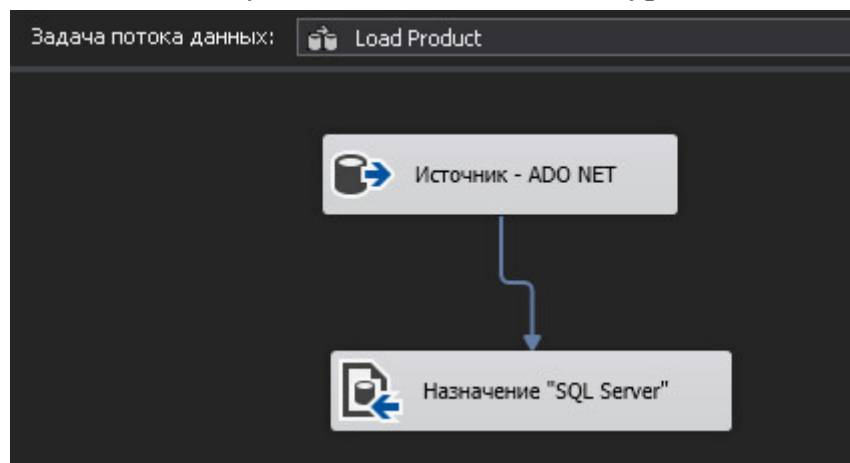 Задача потока данных: Load Product
Источник - ADO NET
Назначение "SQL Server"